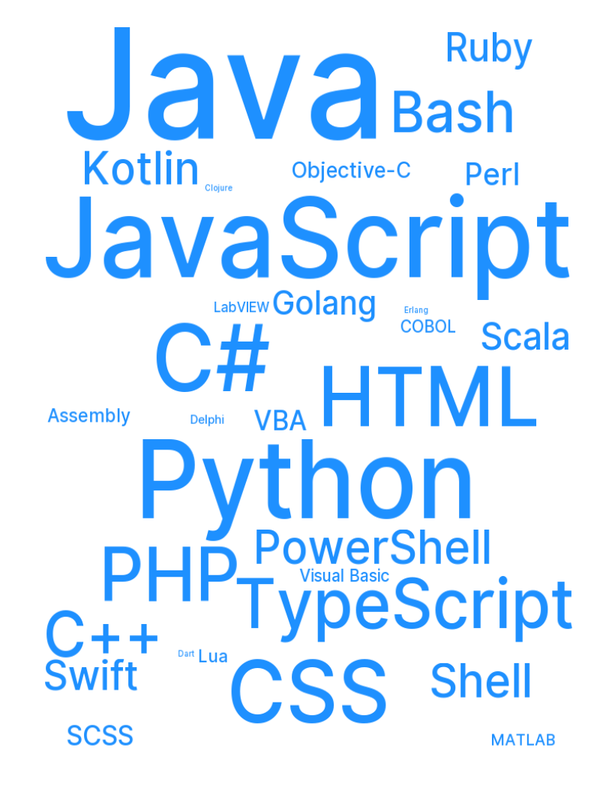 Java
Ruby
Bash
Kotlin
Clojure
Objective-C
Perl
JavaScript
LabVIEW
Golang
Erlang
COBOL
Scala
C#
HTML
Assembly
Delphi
VBA
Python
PowerShell
PHP
Visual Basic
TypeScript
C++
Dart
Lua
Swift
CSS
Shell
SCSS
MATLAB